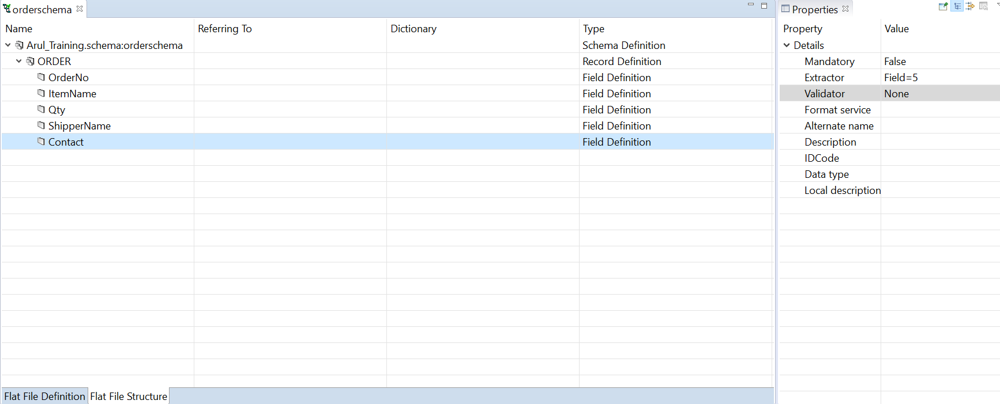 orderschema
Properties
Name Referring To Dictionary Type
Arul_Training.schema:orderschema Schema Definition
ORDER Record Definition
OrderNo Field Definition
ItemName Field Definition
Qty Field Definition
ShipperName Field Definition
Contact Field Definition
Property Value
Details
Mandatory False
Extractor Field=5
Validator None
Format service
Alternate name
Description
IDCode
Data type
Local description
Flat File Definition Flat File Structure